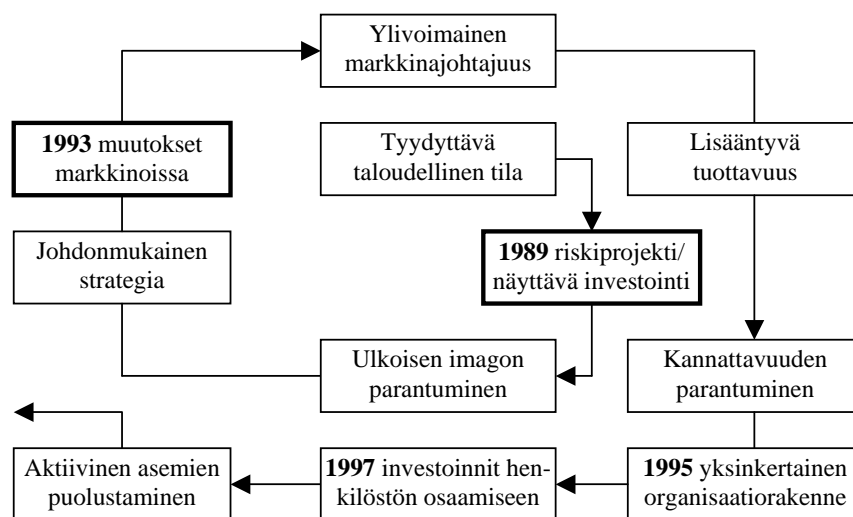 Ylivoimainen
markkinajohtajuus
1993 muutokset
markkinoissa
Tyydyttävä
taloudellinen tila
Lisääntyvä
tuottavuus
Johdonmukainen
strategia
1989 riskiprojekti/
näyttävä investointi
Ulkoisen imagon
parantuminen
Kannattavuuden
parantuminen
Aktiivinen asemien
puolustaminen
1997 investoinnit hen-
kilöstön osaamiseen
1995 yksinkertainen
organisaatiorakenne